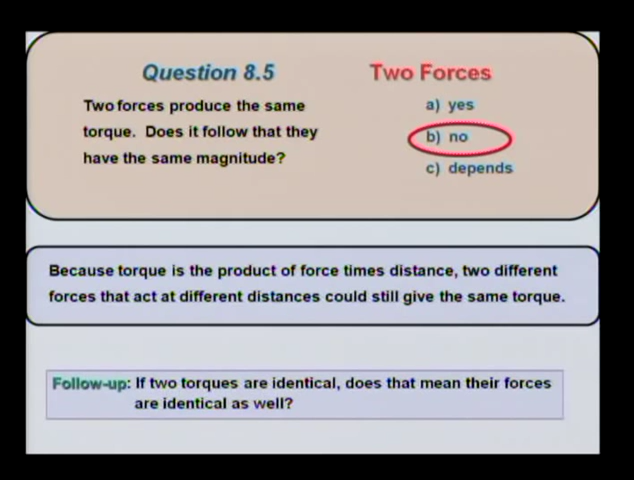 Question 8.5
Two Forces
Two forces produce the same
torque. Does it follow that they
have the same magnitude?
a) yes
b) no
c) depends
Because torque is the product of force times distance, two different
forces that act at different distances could still give the same torque.
Follow-up: If two torques are identical, does that mean their forces
are identical as well?